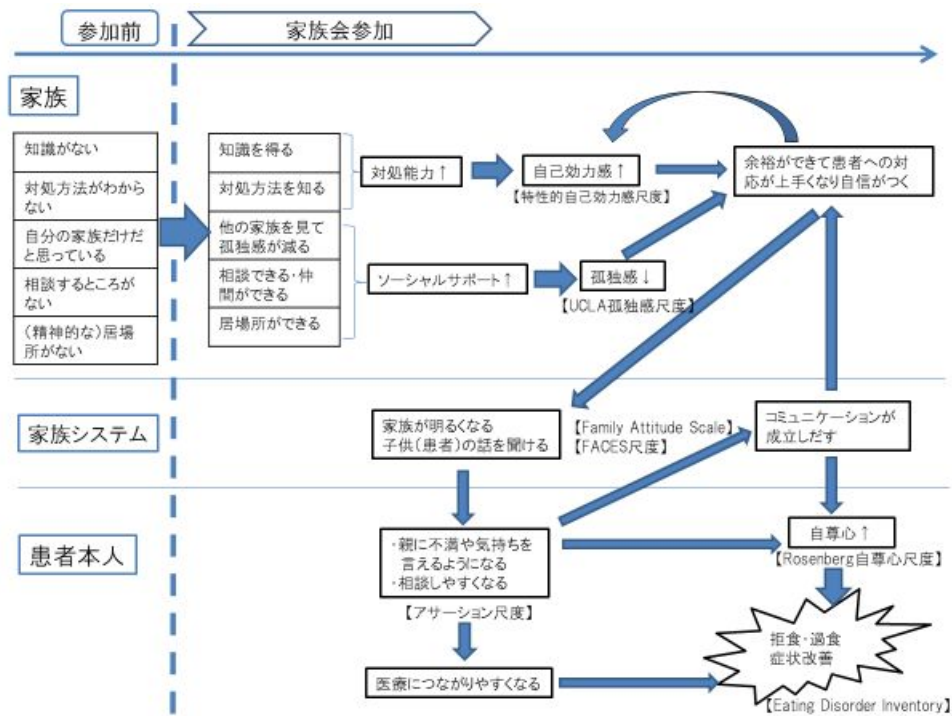 参加前
家族会参加
家族
知識がない
対処方法がわから
ない
自分の家族だけだ
と思っている
相談するところが
ない
(精神的な)居場
所がない
知識を得る
対処方法を知る
他の家族を見て
孤独感が減る
相談できる・仲
間ができる
居場所ができる
対処能力↑
ソーシャルサポート↑
自己効力感↑
【特性的自己効力感尺度】
孤独感↓
【UCLA孤独感尺度】
余裕ができて患者への対
応が上手くなり自信がつく
家族システム
家族が明るくなる
子供(患者)の話を聞ける
【Family Attitude Scale】
【FACES尺度】
コミュニケーションが
成立しだす
患者本人
・親に不満や気持ちを
言えるようになる
・相談しやすくなる
【アサーション尺度】
自尊心↑
【Rosenberg自尊心尺度】
医療につながりやすくなる
拒食・過食
症状改善
【Eating Disorder Inventory】